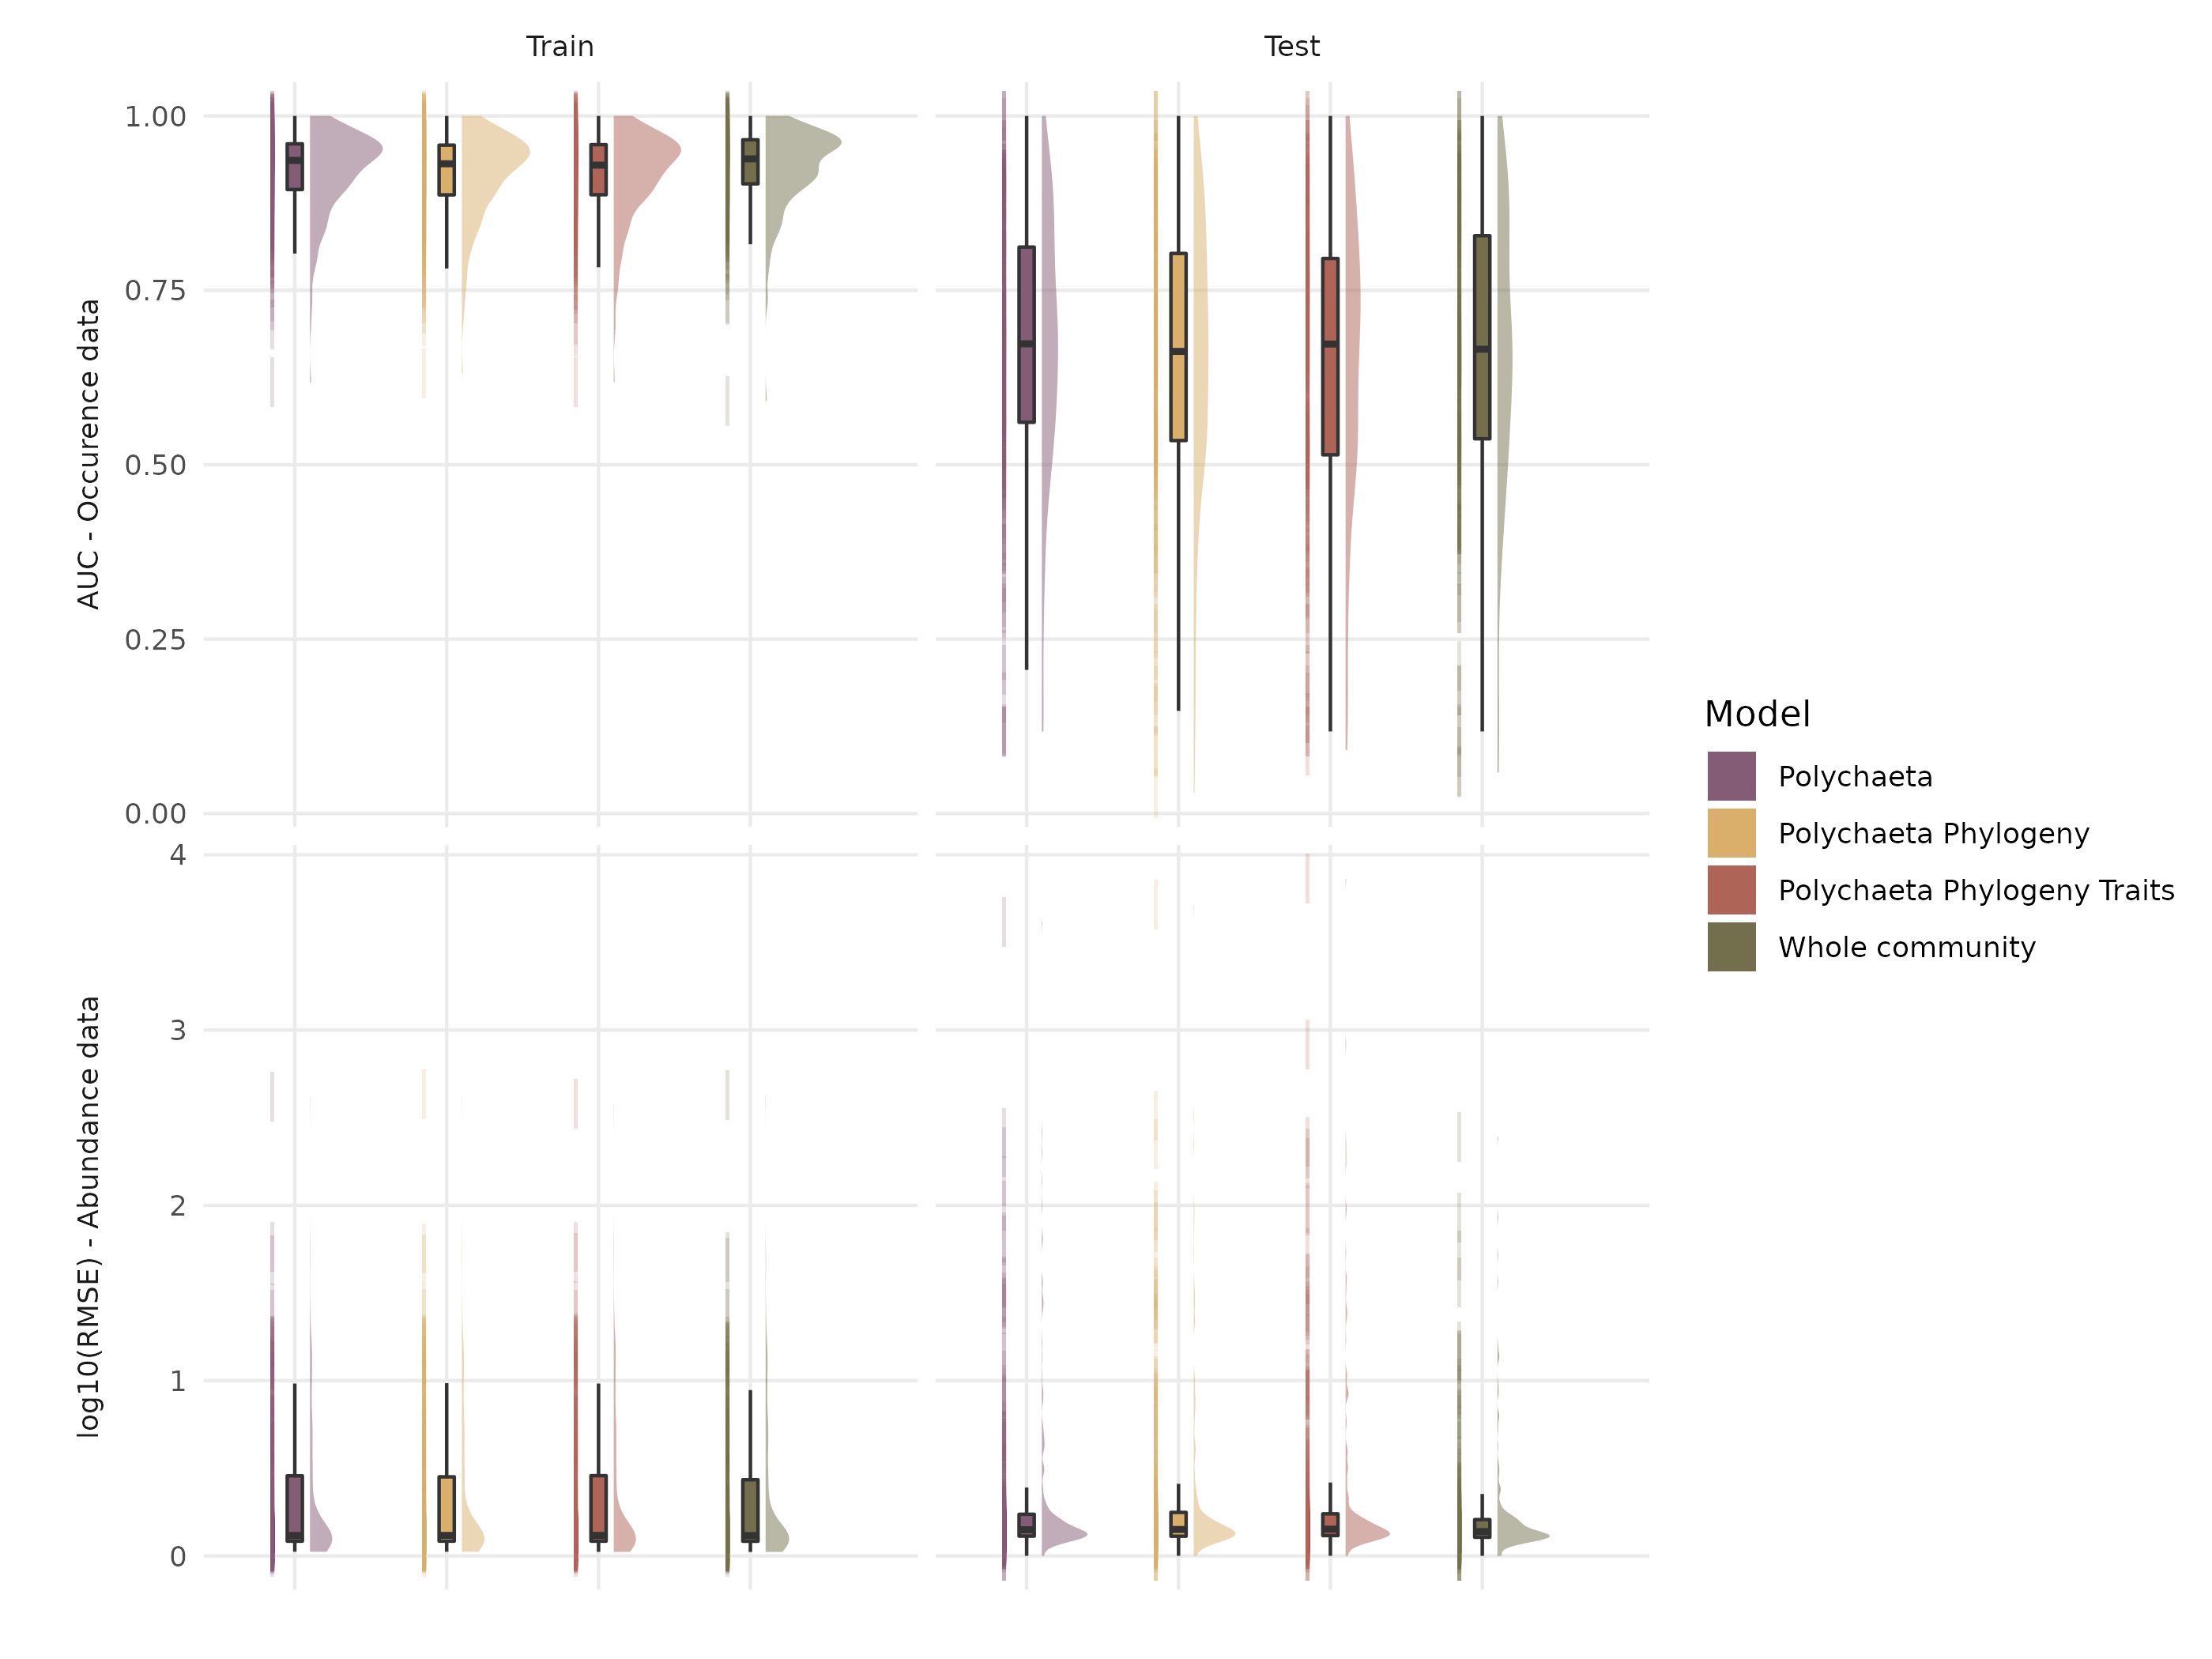 Train
Test
AUC - Occurence data
1.00
0.75
0.50
0.25
0.00
log10(RMSE) - Abundance data
4
3
2
1
0
Model
Polychaeta
Polychaeta Phylogeny
Polychaeta Phylogeny Traits
Whole community